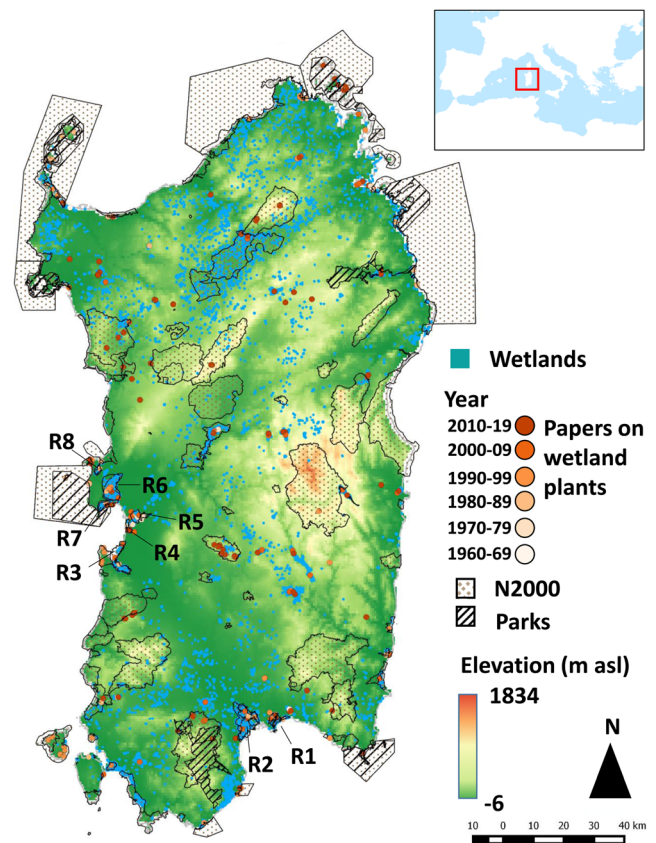 Wetlands
Year
2010-19
2000-09
1990-99
1980-89
1970-79
1960-69
Papers on
wetland
plants
N2000
Parks
Elevation (m asl)
1834
-6
N
10 0 10 20 30 40 km
R8
R6
R7
R5
R4
R3
R2
R1